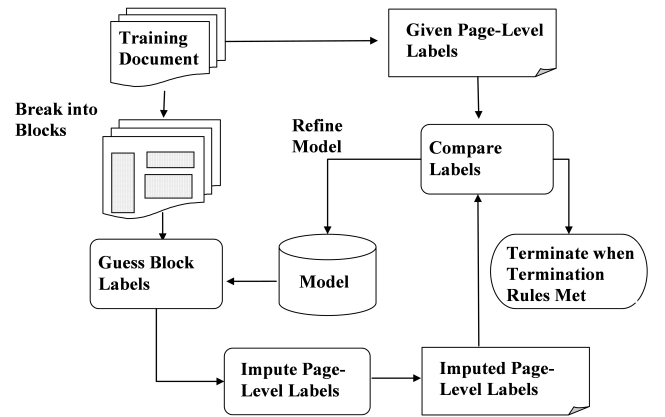 Training
Document
Given Page-Level
Labels
Break into
Blocks
Refine
Model
Compare
Labels
Guess Block
Labels
Model
Terminate when
Termination
Rules Met
Impute Page-
Level Labels
Imputed Page-
Level Labels